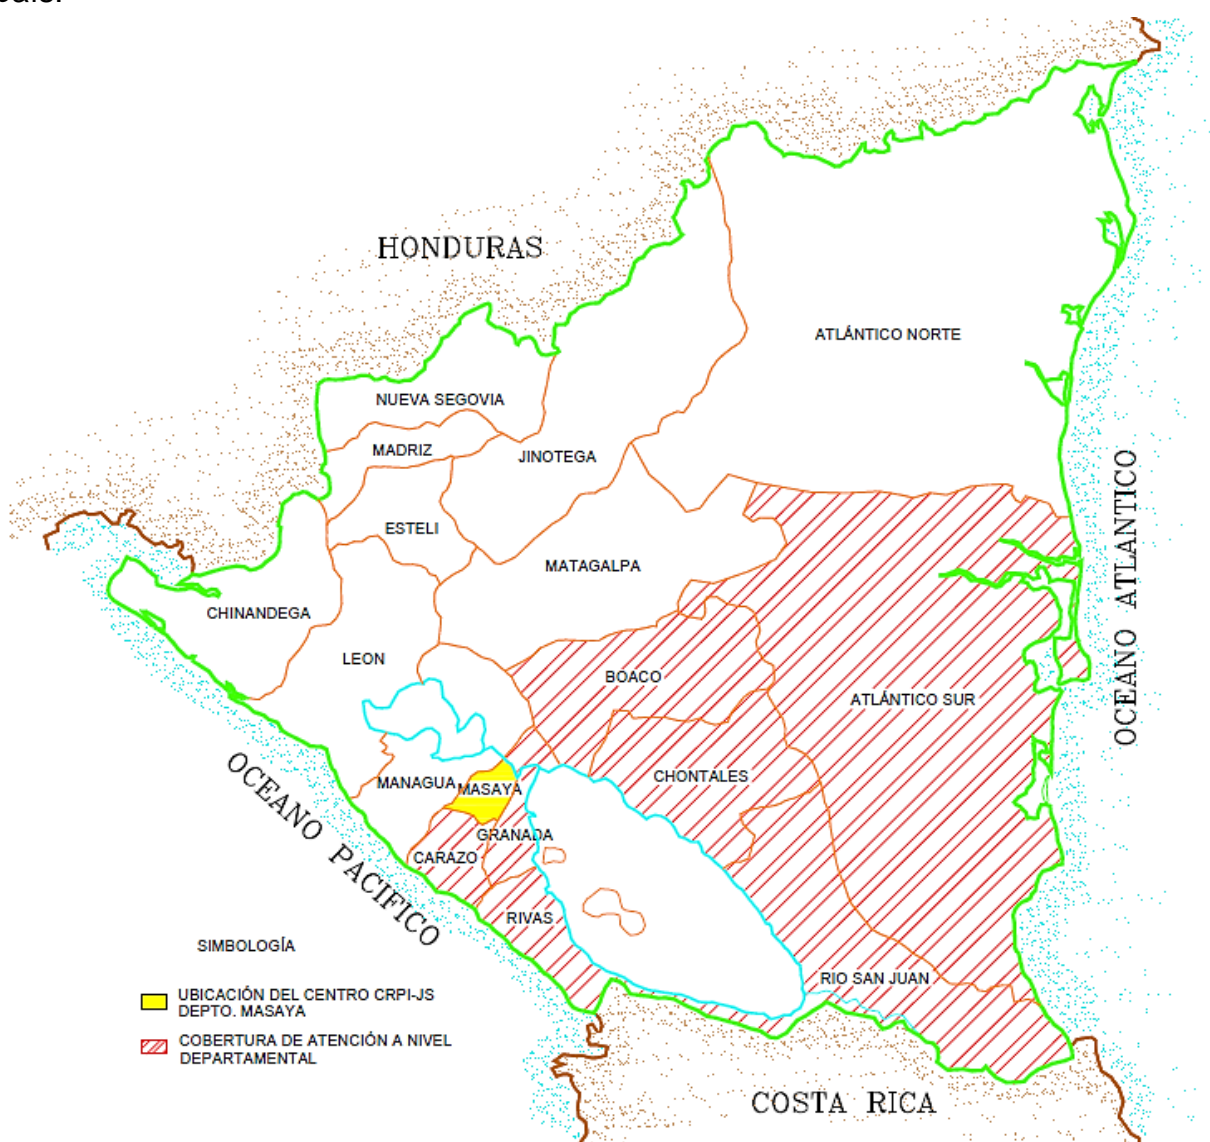 país.
HONDURAS
ATLÁNTICO NORTE
NUEVA SEGOVIA
MADRIZ
JINOTEGA
ESTELI
MATAGALPA
CHINANDEGA
LEON
BOACO
ATLÁNTICO SUR
OCEANO ATLANTICO
CHONTALES
MANAGUA
MASAYA
GRANADA
CARAZO
OCEANO PACIFICO
RIVAS
RIO SAN JUAN
SIMBOLOGÍA
UBICACIÓN DEL CENTRO CRPI-JS
DEPTO. MASAYA
COBERTURA DE ATENCIÓN A NIVEL
DEPARTAMENTAL
COSTA RICA